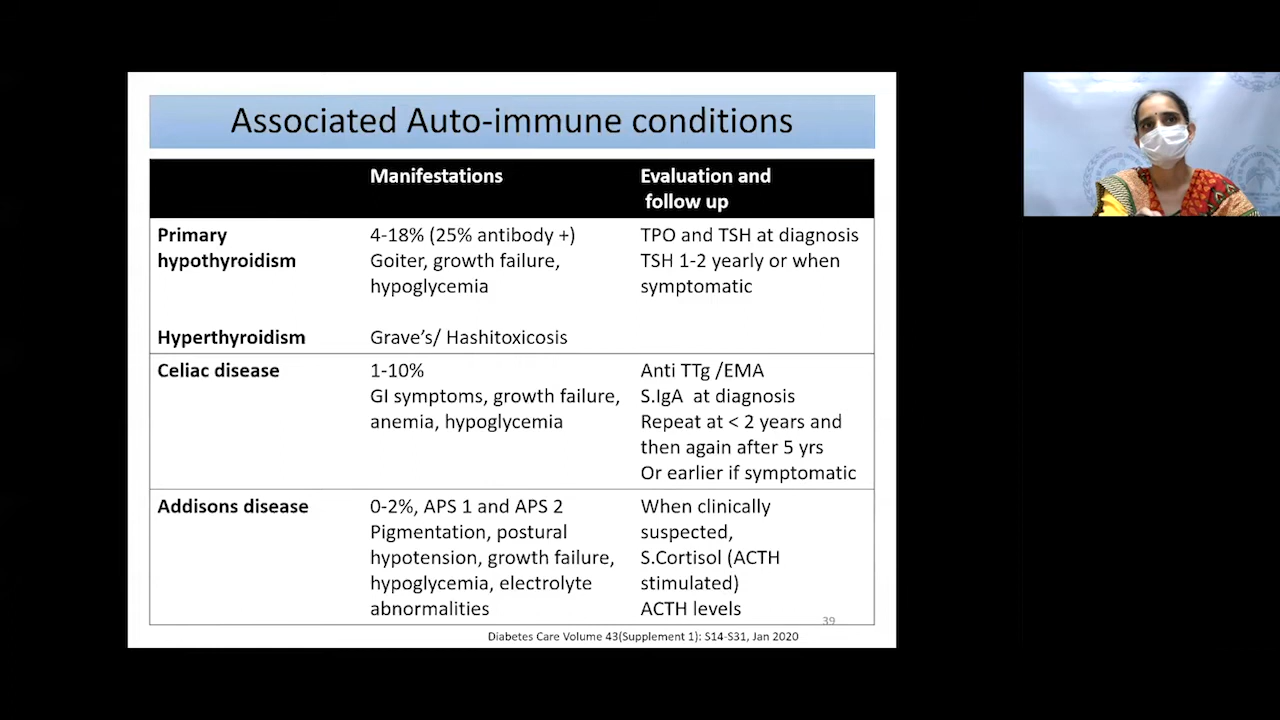 Associated Auto-immune conditions
Manifestations
Evaluation and
follow up
Primary
hypothyroidism
4-18% (25% antibody +)
Goiter, growth failure,
hypoglycemia
TPO and TSH at diagnosis
TSH 1-2 yearly or when
symptomatic
Hyperthyroidism
Grave's/ Hashitoxicosis
Celiac disease
1-10%
GI symptoms, growth failure,
anemia, hypoglycemia
Anti TTg /EMA
S.IgA at diagnosis
Repeat at < 2 years and
then again after 5 yrs
Or earlier if symptomatic
Addisons disease
0-2%, APS 1 and APS 2
Pigmentation, postural
hypotension, growth failure,
hypoglycemia, electrolyte
abnormalities
When clinically
suspected,
S.Cortisol (ACTH
stimulated)
ACTH levels
39
Diabetes Care Volume 43(Supplement 1): S14-S31, Jan 2020